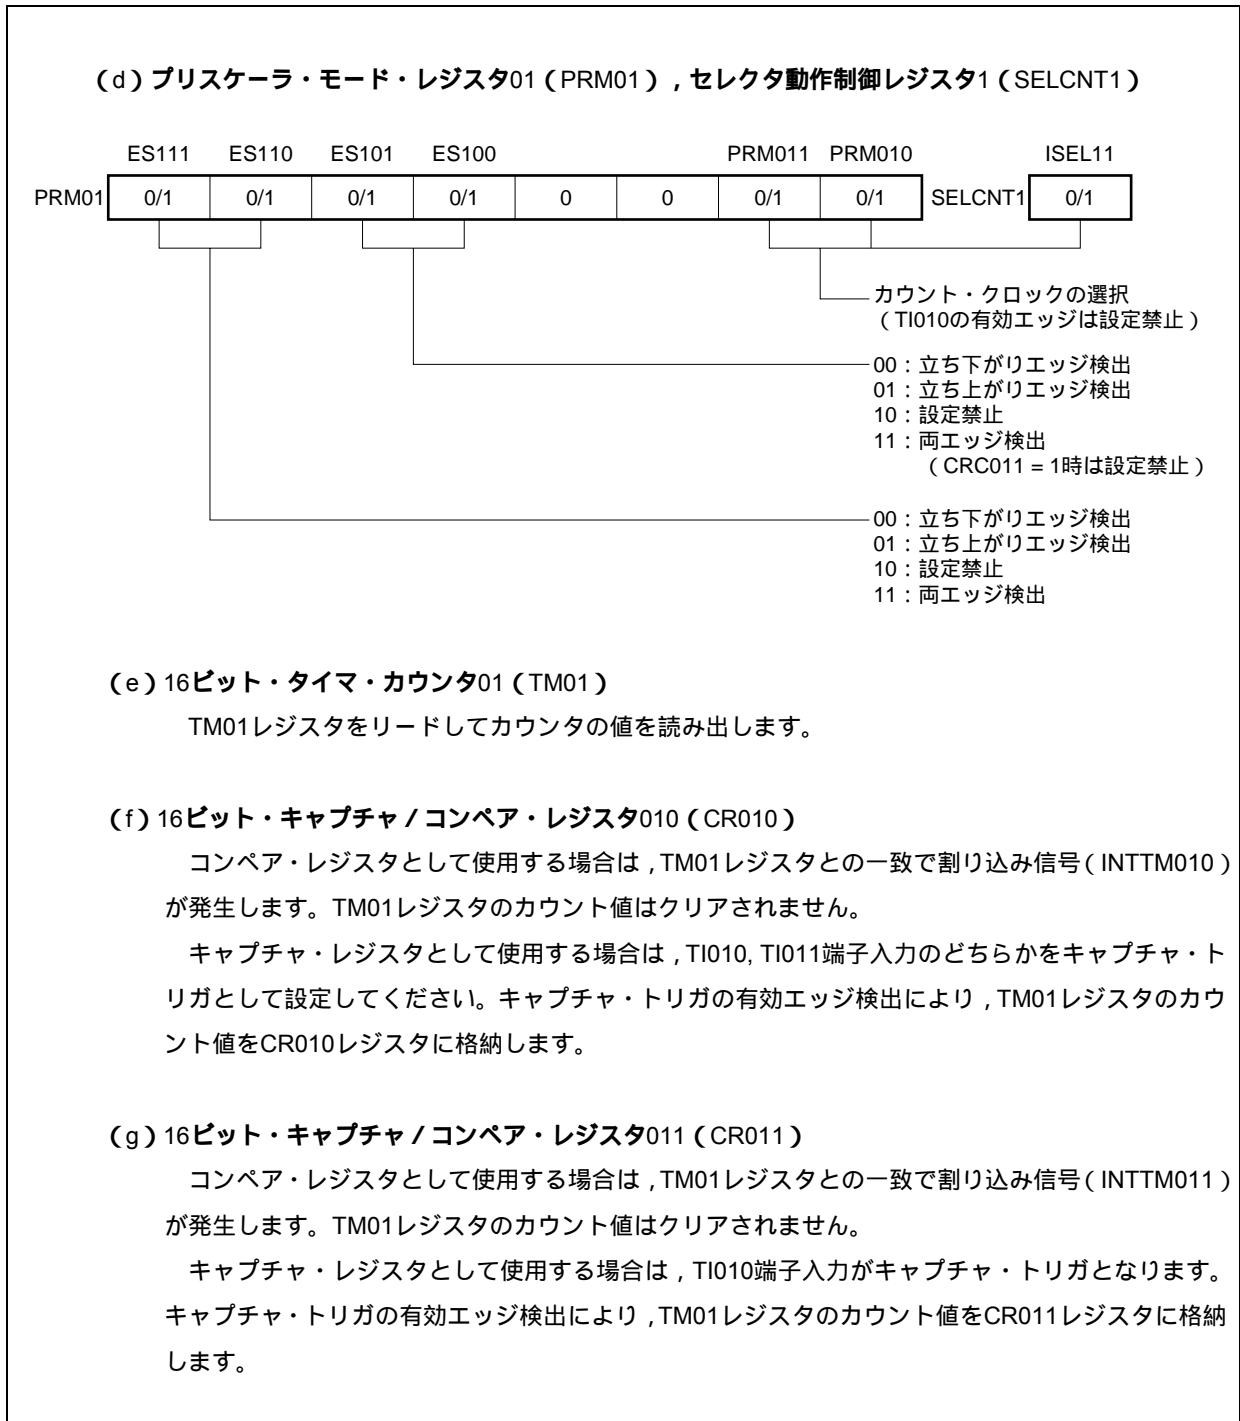 (d)プリスケーラ・モード・レジスタ01(PRM01),セレクタ動作制御レジスタ1(SELCNT1)
ES111 ES110 ES101 ES100 PRM011 PRM010 ISEL11
PRM01 0/1 0/1 0/1 0/1 0 0 0/1 0/1 SELCNT1 0/1
カウント・クロックの選択
(TI010の有効エッジは設定禁止)
00:立ち下がりエッジ検出
01:立ち上がりエッジ検出
10:設定禁止
11:両エッジ検出
(CRC011 = 1時は設定禁止)
00:立ち下がりエッジ検出
01:立ち上がりエッジ検出
10:設定禁止
11:両エッジ検出
(e)16ビット・タイマ・カウンタ01(TM01)
TM01レジスタをリードしてカウンタの値を読み出します。
(f)16ビット・キャプチャ/コンペア・レジスタ010(CR010)
コンペア・レジスタとして使用する場合は,TM01レジスタとの一致で割り込み信号(INTTM010)
が発生します。TM01レジスタのカウント値はクリアされません。
キャプチャ・レジスタとして使用する場合は,TI010, TI011端子入力のどちらかをキャプチャ・ト
リガとして設定してください。キャプチャ・トリガの有効エッジ検出により,TM01レジスタのカウ
ント値をCR010レジスタに格納します。
(g)16ビット・キャプチャ/コンペア・レジスタ011(CR011)
コンペア・レジスタとして使用する場合は,TM01レジスタとの一致で割り込み信号(INTTM011)
が発生します。TM01レジスタのカウント値はクリアされません。
キャプチャ・レジスタとして使用する場合は,TI010端子入力がキャプチャ・トリガとなります。
キャプチャ・トリガの有効エッジ検出により,TM01レジスタのカウント値をCR011レジスタに格納
します。